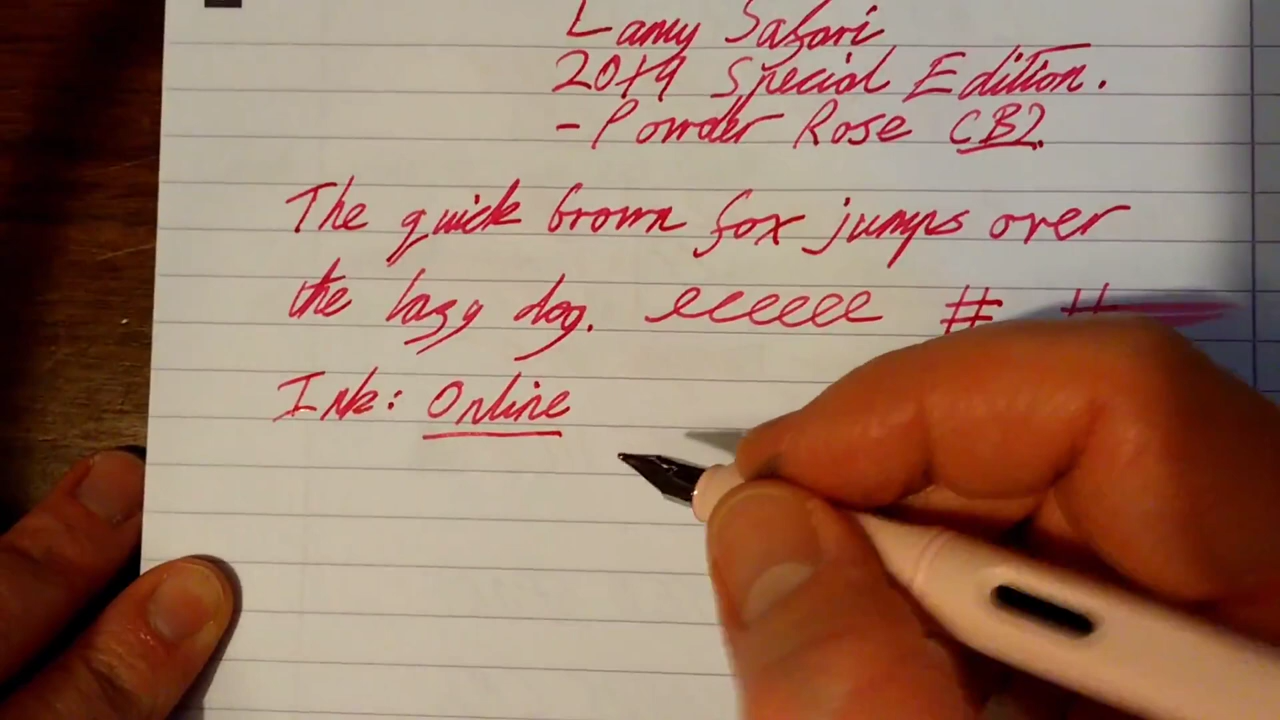 Lamy Safari
2019 Special Edition.
- Powder Rose CB2.
The quick brown fox jumps over
the lazy dog. eeeeeee # #
Ink: Online